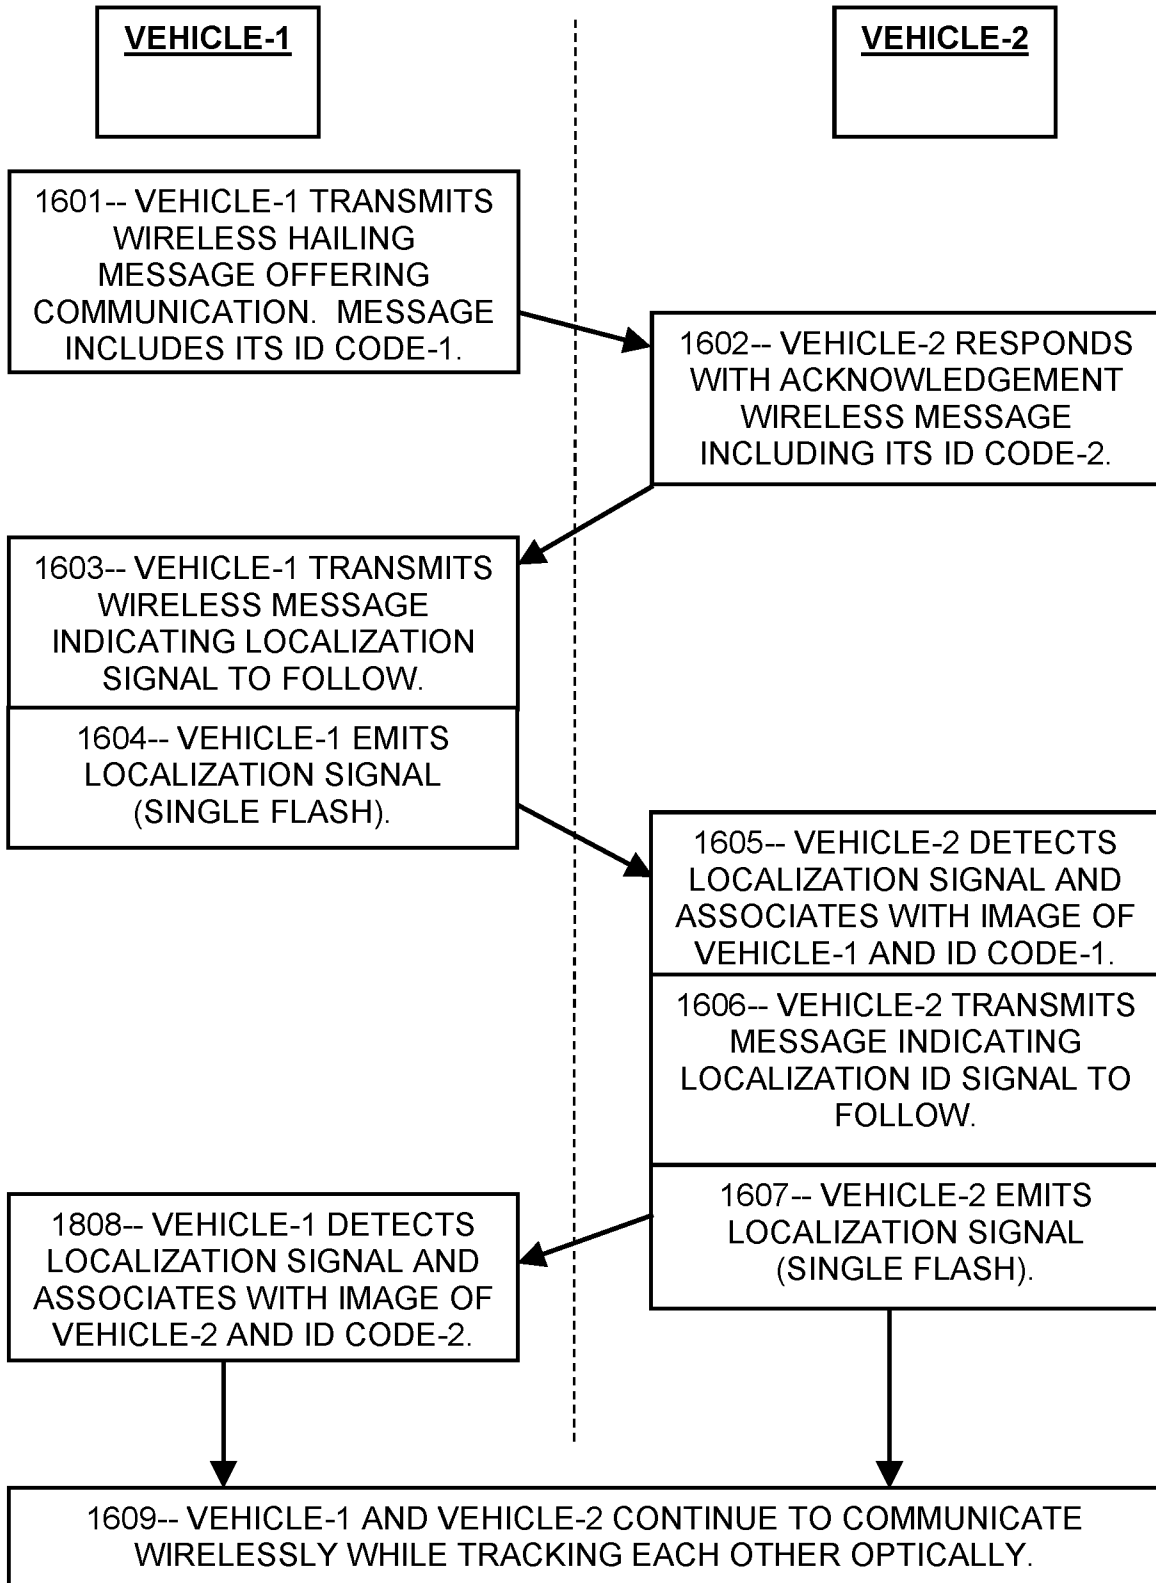 VEHICLE-1
VEHICLE-2
1601-- VEHICLE-1 TRANSMITS
WIRELESS HAILING
MESSAGE OFFERING
COMMUNICATION.  MESSAGE
INCLUDES ITS ID CODE-1.
1602-- VEHICLE-2 RESPONDS
WITH ACKNOWLEDGEMENT
WIRELESS MESSAGE
INCLUDING ITS ID CODE-2.
1603-- VEHICLE-1 TRANSMITS
WIRELESS MESSAGE
INDICATING LOCALIZATION
SIGNAL TO FOLLOW.
1604-- VEHICLE-1 EMITS
LOCALIZATION SIGNAL
(SINGLE FLASH).
1605-- VEHICLE-2 DETECTS
LOCALIZATION SIGNAL AND
ASSOCIATES WITH IMAGE OF
VEHICLE-1 AND ID CODE-1.
1606-- VEHICLE-2 TRANSMITS
MESSAGE INDICATING
LOCALIZATION ID SIGNAL TO
FOLLOW.
1607-- VEHICLE-2 EMITS
LOCALIZATION SIGNAL
(SINGLE FLASH).
1808-- VEHICLE-1 DETECTS
LOCALIZATION SIGNAL AND
ASSOCIATES WITH IMAGE OF
VEHICLE-2 AND ID CODE-2.
1609-- VEHICLE-1 AND VEHICLE-2 CONTINUE TO COMMUNICATE
WIRELESSLY WHILE TRACKING EACH OTHER OPTICALLY.